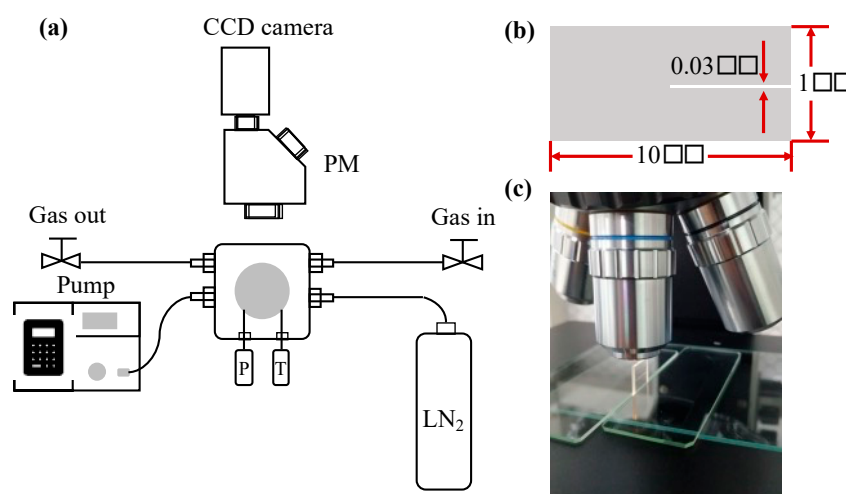 (a)
CCD camera
PM
Gas out
Gas in
Pump
P
T
LN₂
(b)
0.03□□
1□□
10□□
(c)